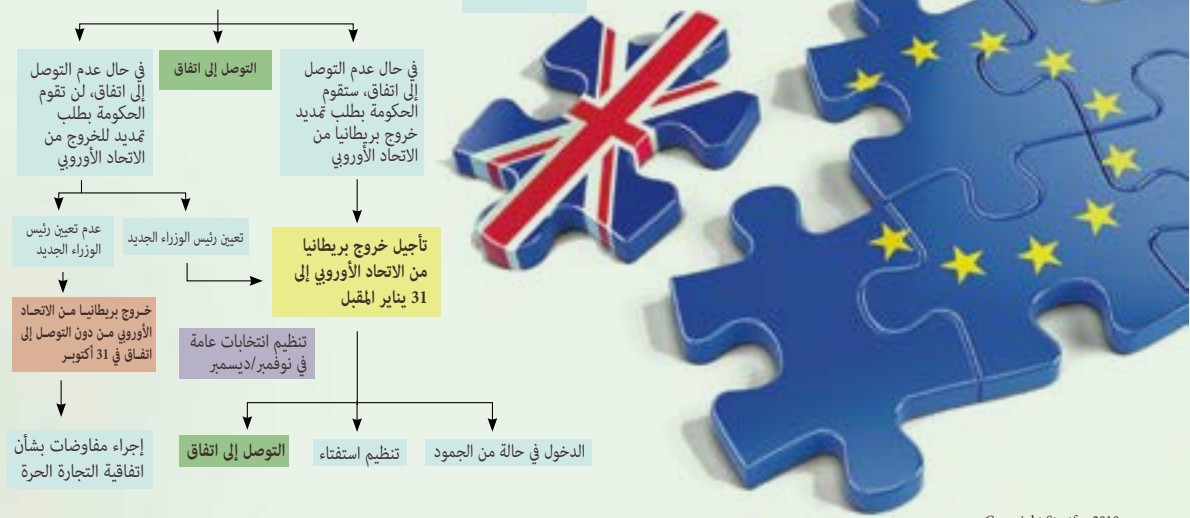 في حال عدم التوصل
إلى اتفاق، ستقوم
الحكومة بطلب تمديد
خروج بريطانيا من
الاتحاد الأوروبي
التوصل إلى اتفاق
في حال عدم التوصل
إلى اتفاق، لن تقوم
الحكومة بطلب
تمديد للخروج من
الاتحاد الأوروبي
تأجيل خروج بريطانيا
من الاتحاد الأوروبي إلى
31 يناير المقبل
تعيين رئيس الوزراء الجديد
عدم تعيين رئيس
الوزراء الجديد
خروج بريطانيا من الاتحاد
الأوروبي من دون التوصل إلى
اتفاق في 31 أكتوبر
تنظيم انتخابات عامة
في نوفمبر/ديسمبر
الدخول في حالة من الجمود
تنظيم استفتاء
التوصل إلى اتفاق
إجراء مفاوضات بشأن
اتفاقية التجارة الحرة